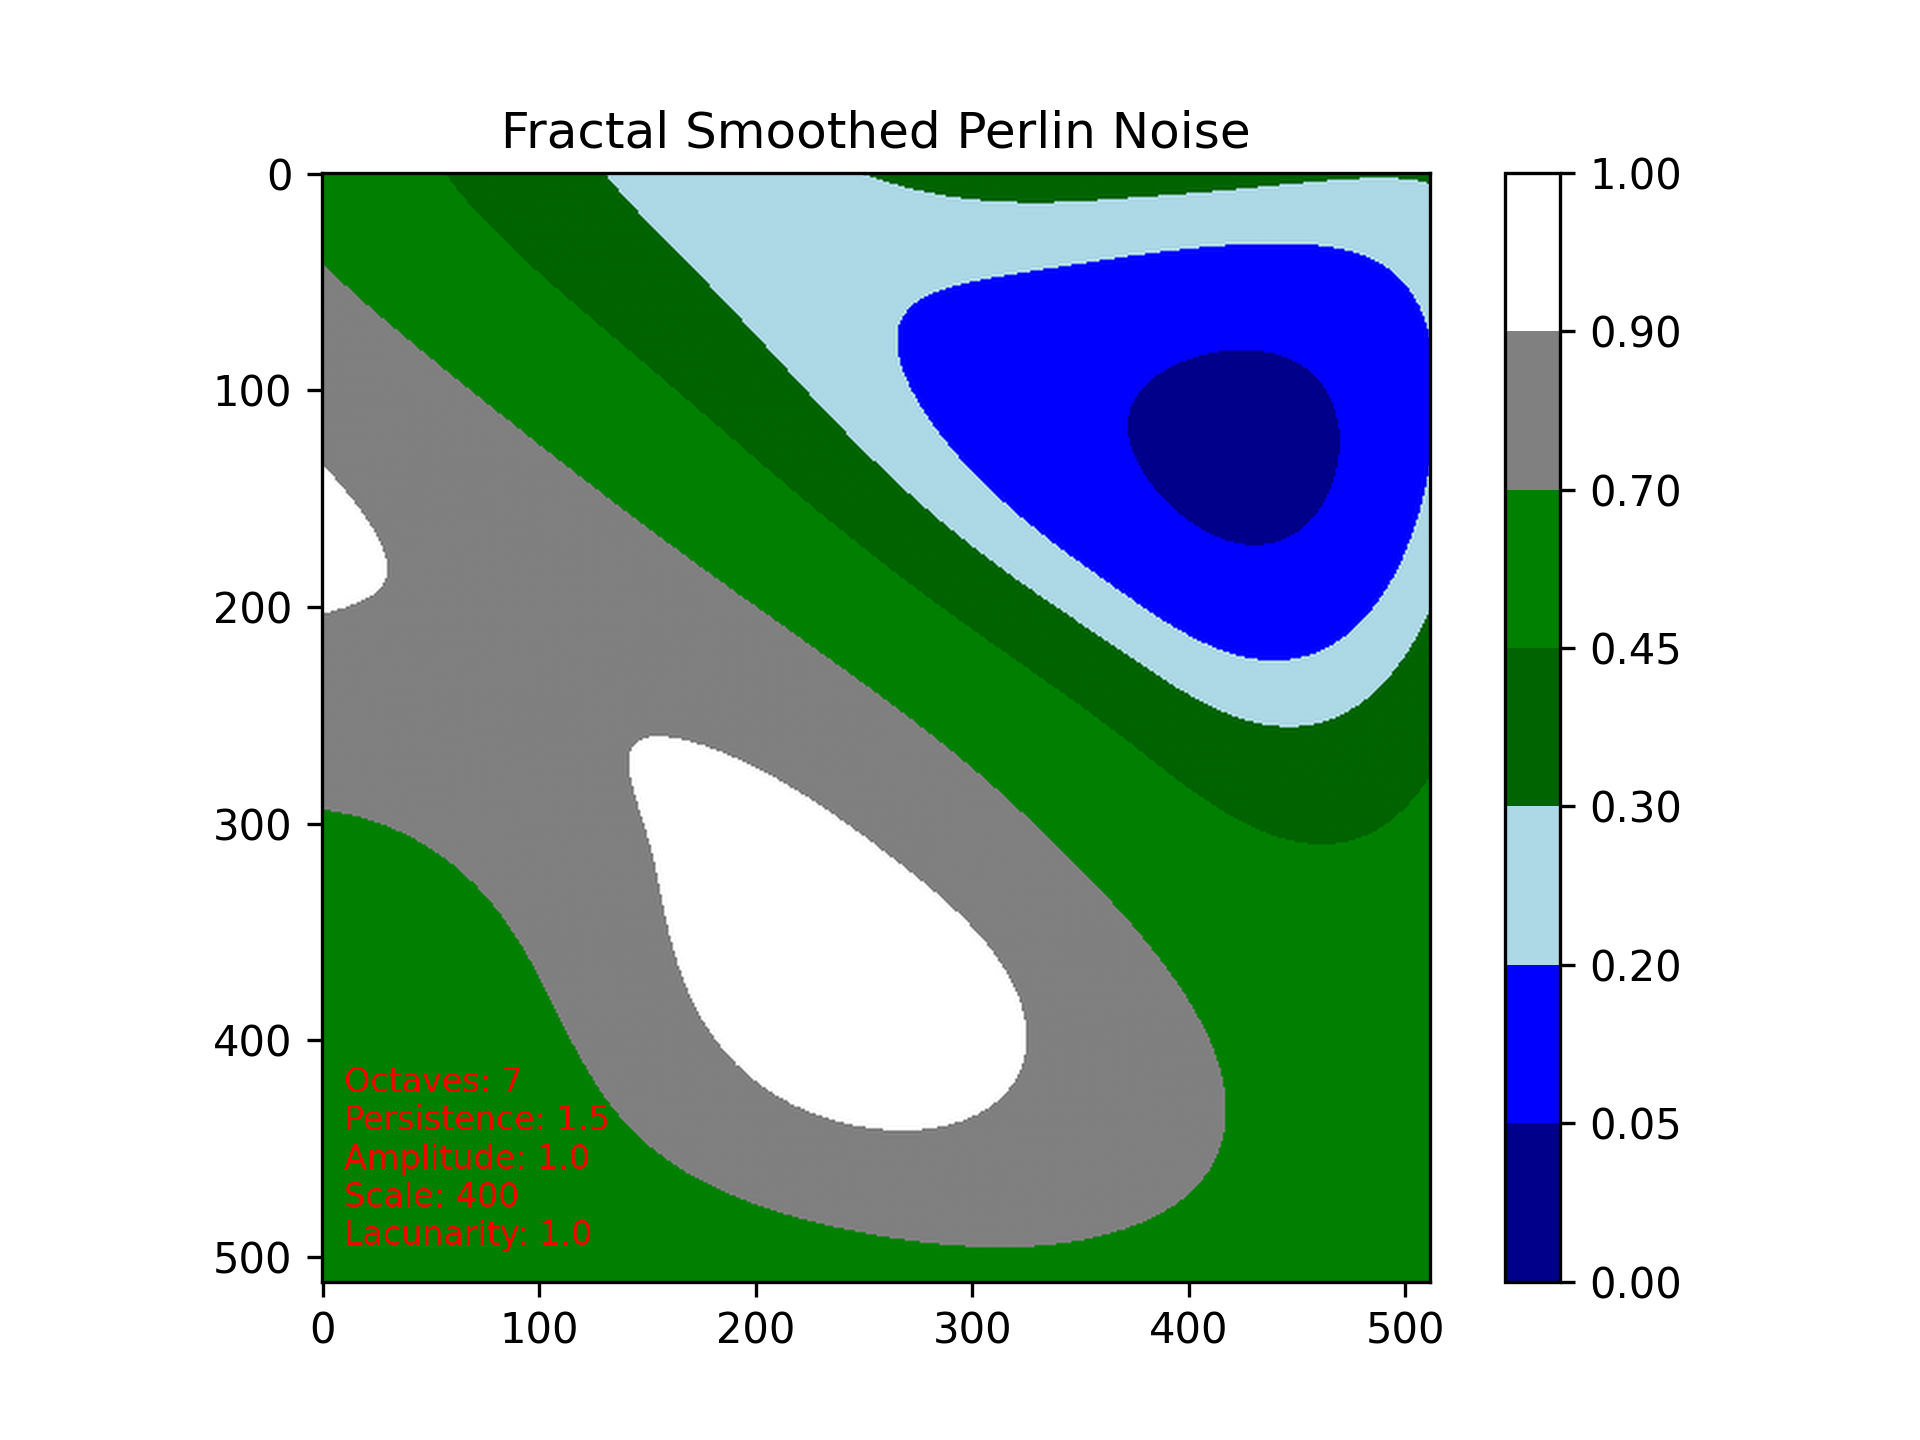 Fractal Smoothed Perlin Noise
0
100
200
300
400
500
Octaves: 7
Persistence: 1.5
Amplitude: 1.0
Scale: 400
Lacunarity: 1.0
0 100 200 300 400 500
1.00
0.90
0.70
0.45
0.30
0.20
0.05
0.00